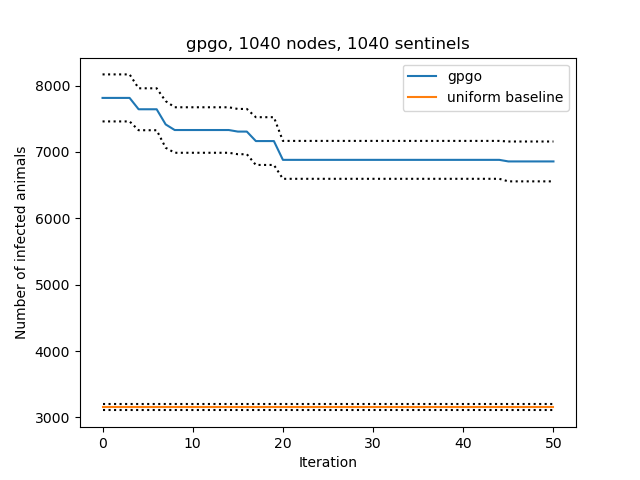 gpgo, 1040 nodes, 1040 sentinels
gpgo
uniform baseline
Number of infected animals
8000
7000
6000
5000
4000
3000
0 10 20 30 40 50
Iteration